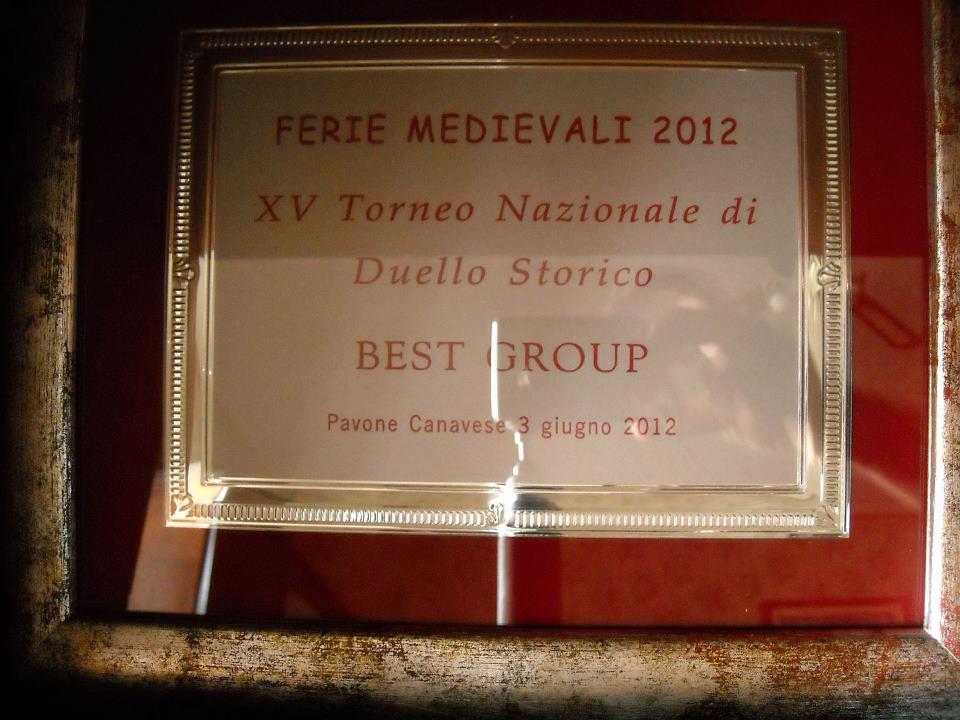 FERIE MEDIEVALI 2012
XV Torneo Nazionale di
Duello Storico
BEST GROUP
Pavone Canavese 3 giugno 2012